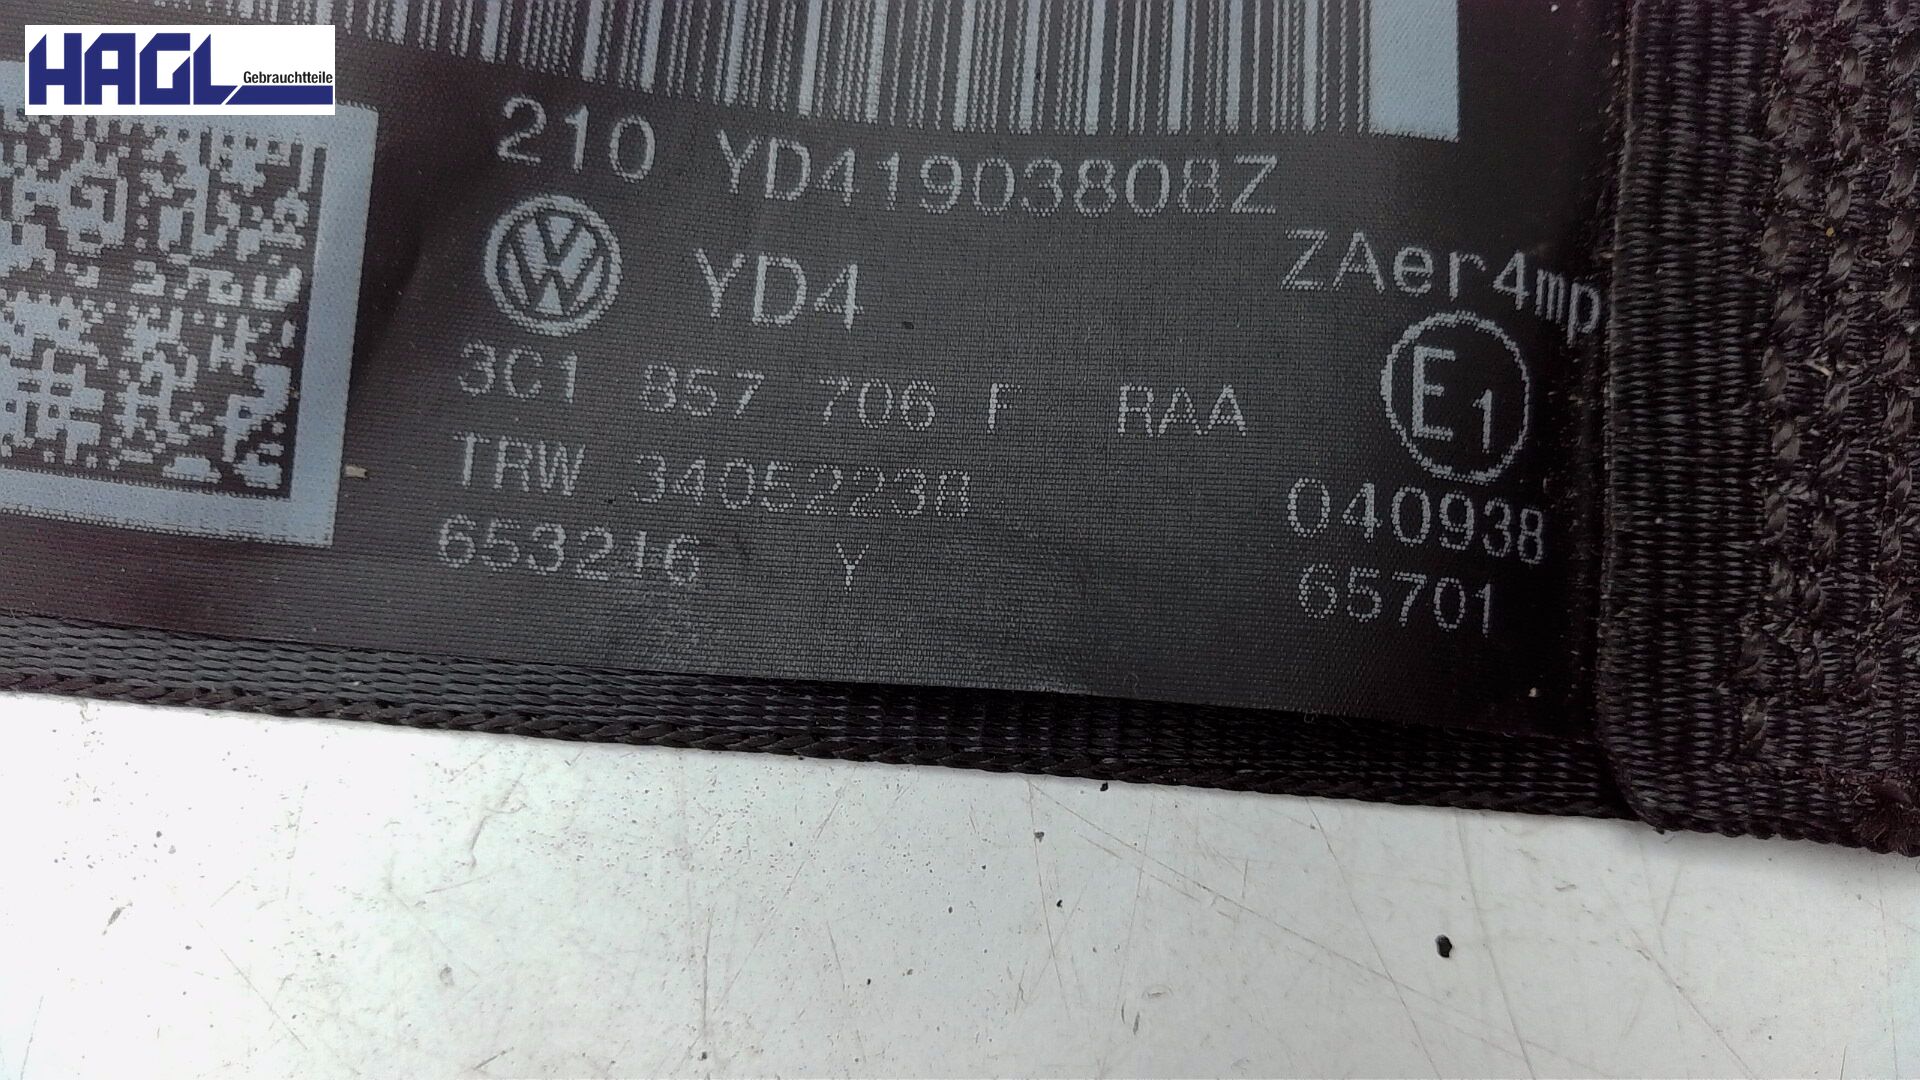 HAGL
Gebrauchtteile
210 YD41903808Z
YD4
ZAer4mp
3C1 857 706 F RAA
E1
TRW 34052238
040938
653216 Y
65701